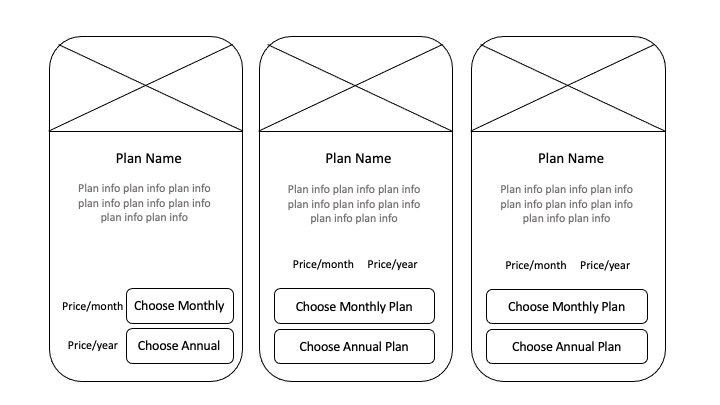 Plan Name
Plan info plan info plan info
plan info plan info plan info
plan info plan info
Price/month
Choose Monthly
Price/year
Choose Annual
Plan Name
Plan info plan info plan info
plan info plan info plan info
plan info plan info
Price/month Price/year
Choose Monthly Plan
Choose Annual Plan
Plan Name
Plan info plan info plan info
plan info plan info plan info
plan info plan info
Price/month Price/year
Choose Monthly Plan
Choose Annual Plan